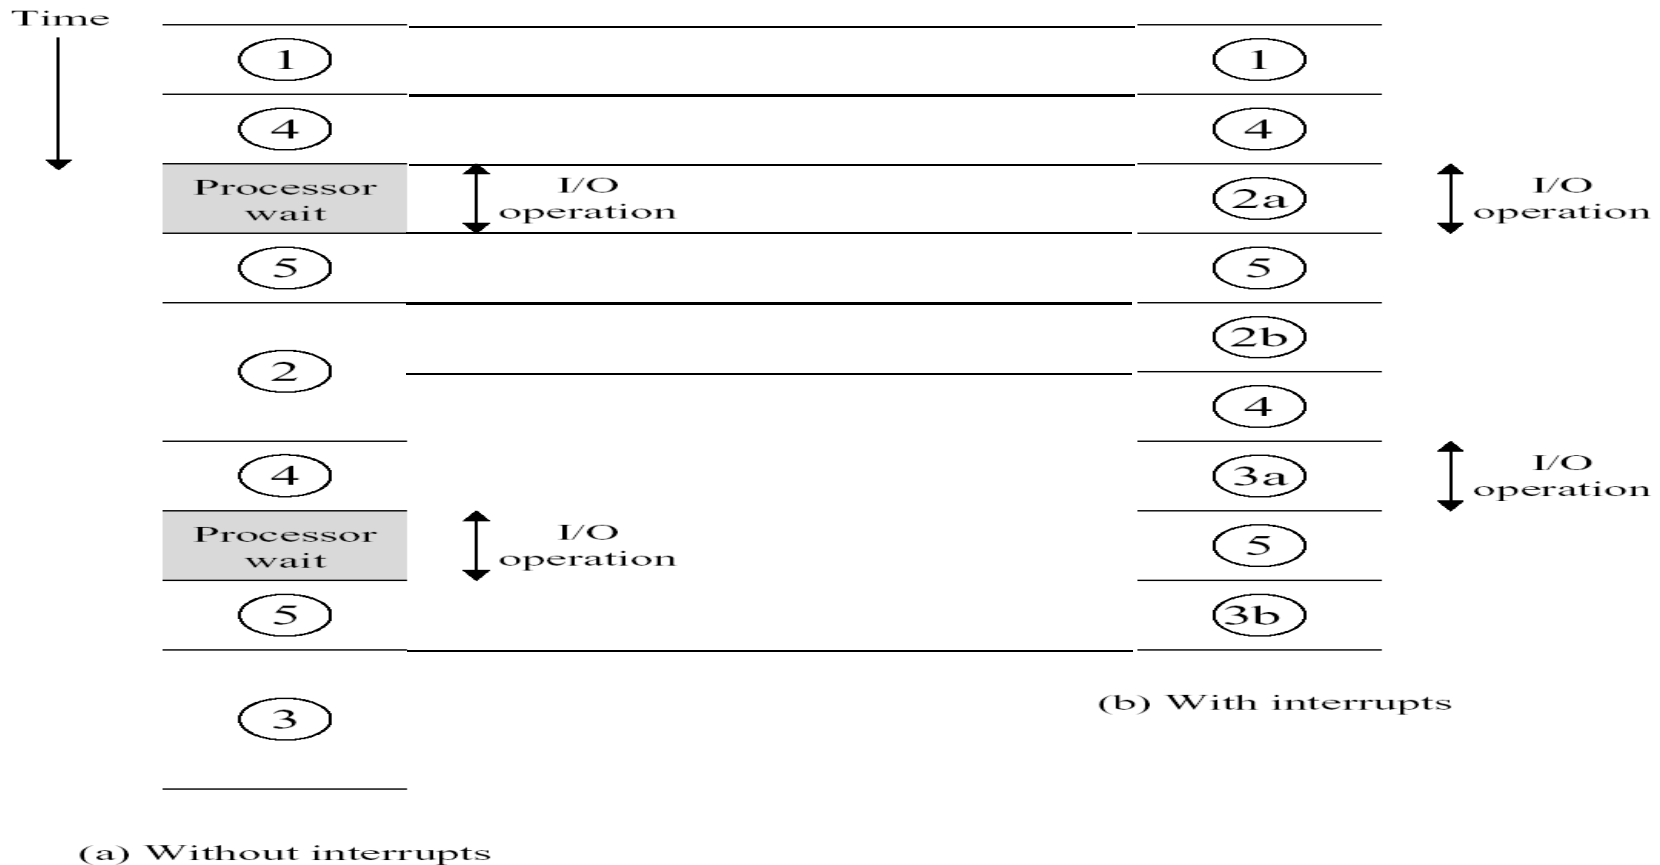 Time
1
4
Processor
wait
I/O
operation
5
2
4
Processor
wait
I/O
operation
5
3
(a) Without interrupts
1
4
2a
I/O
operation
5
2b
4
3a
I/O
operation
5
3b
(b) With interrupts